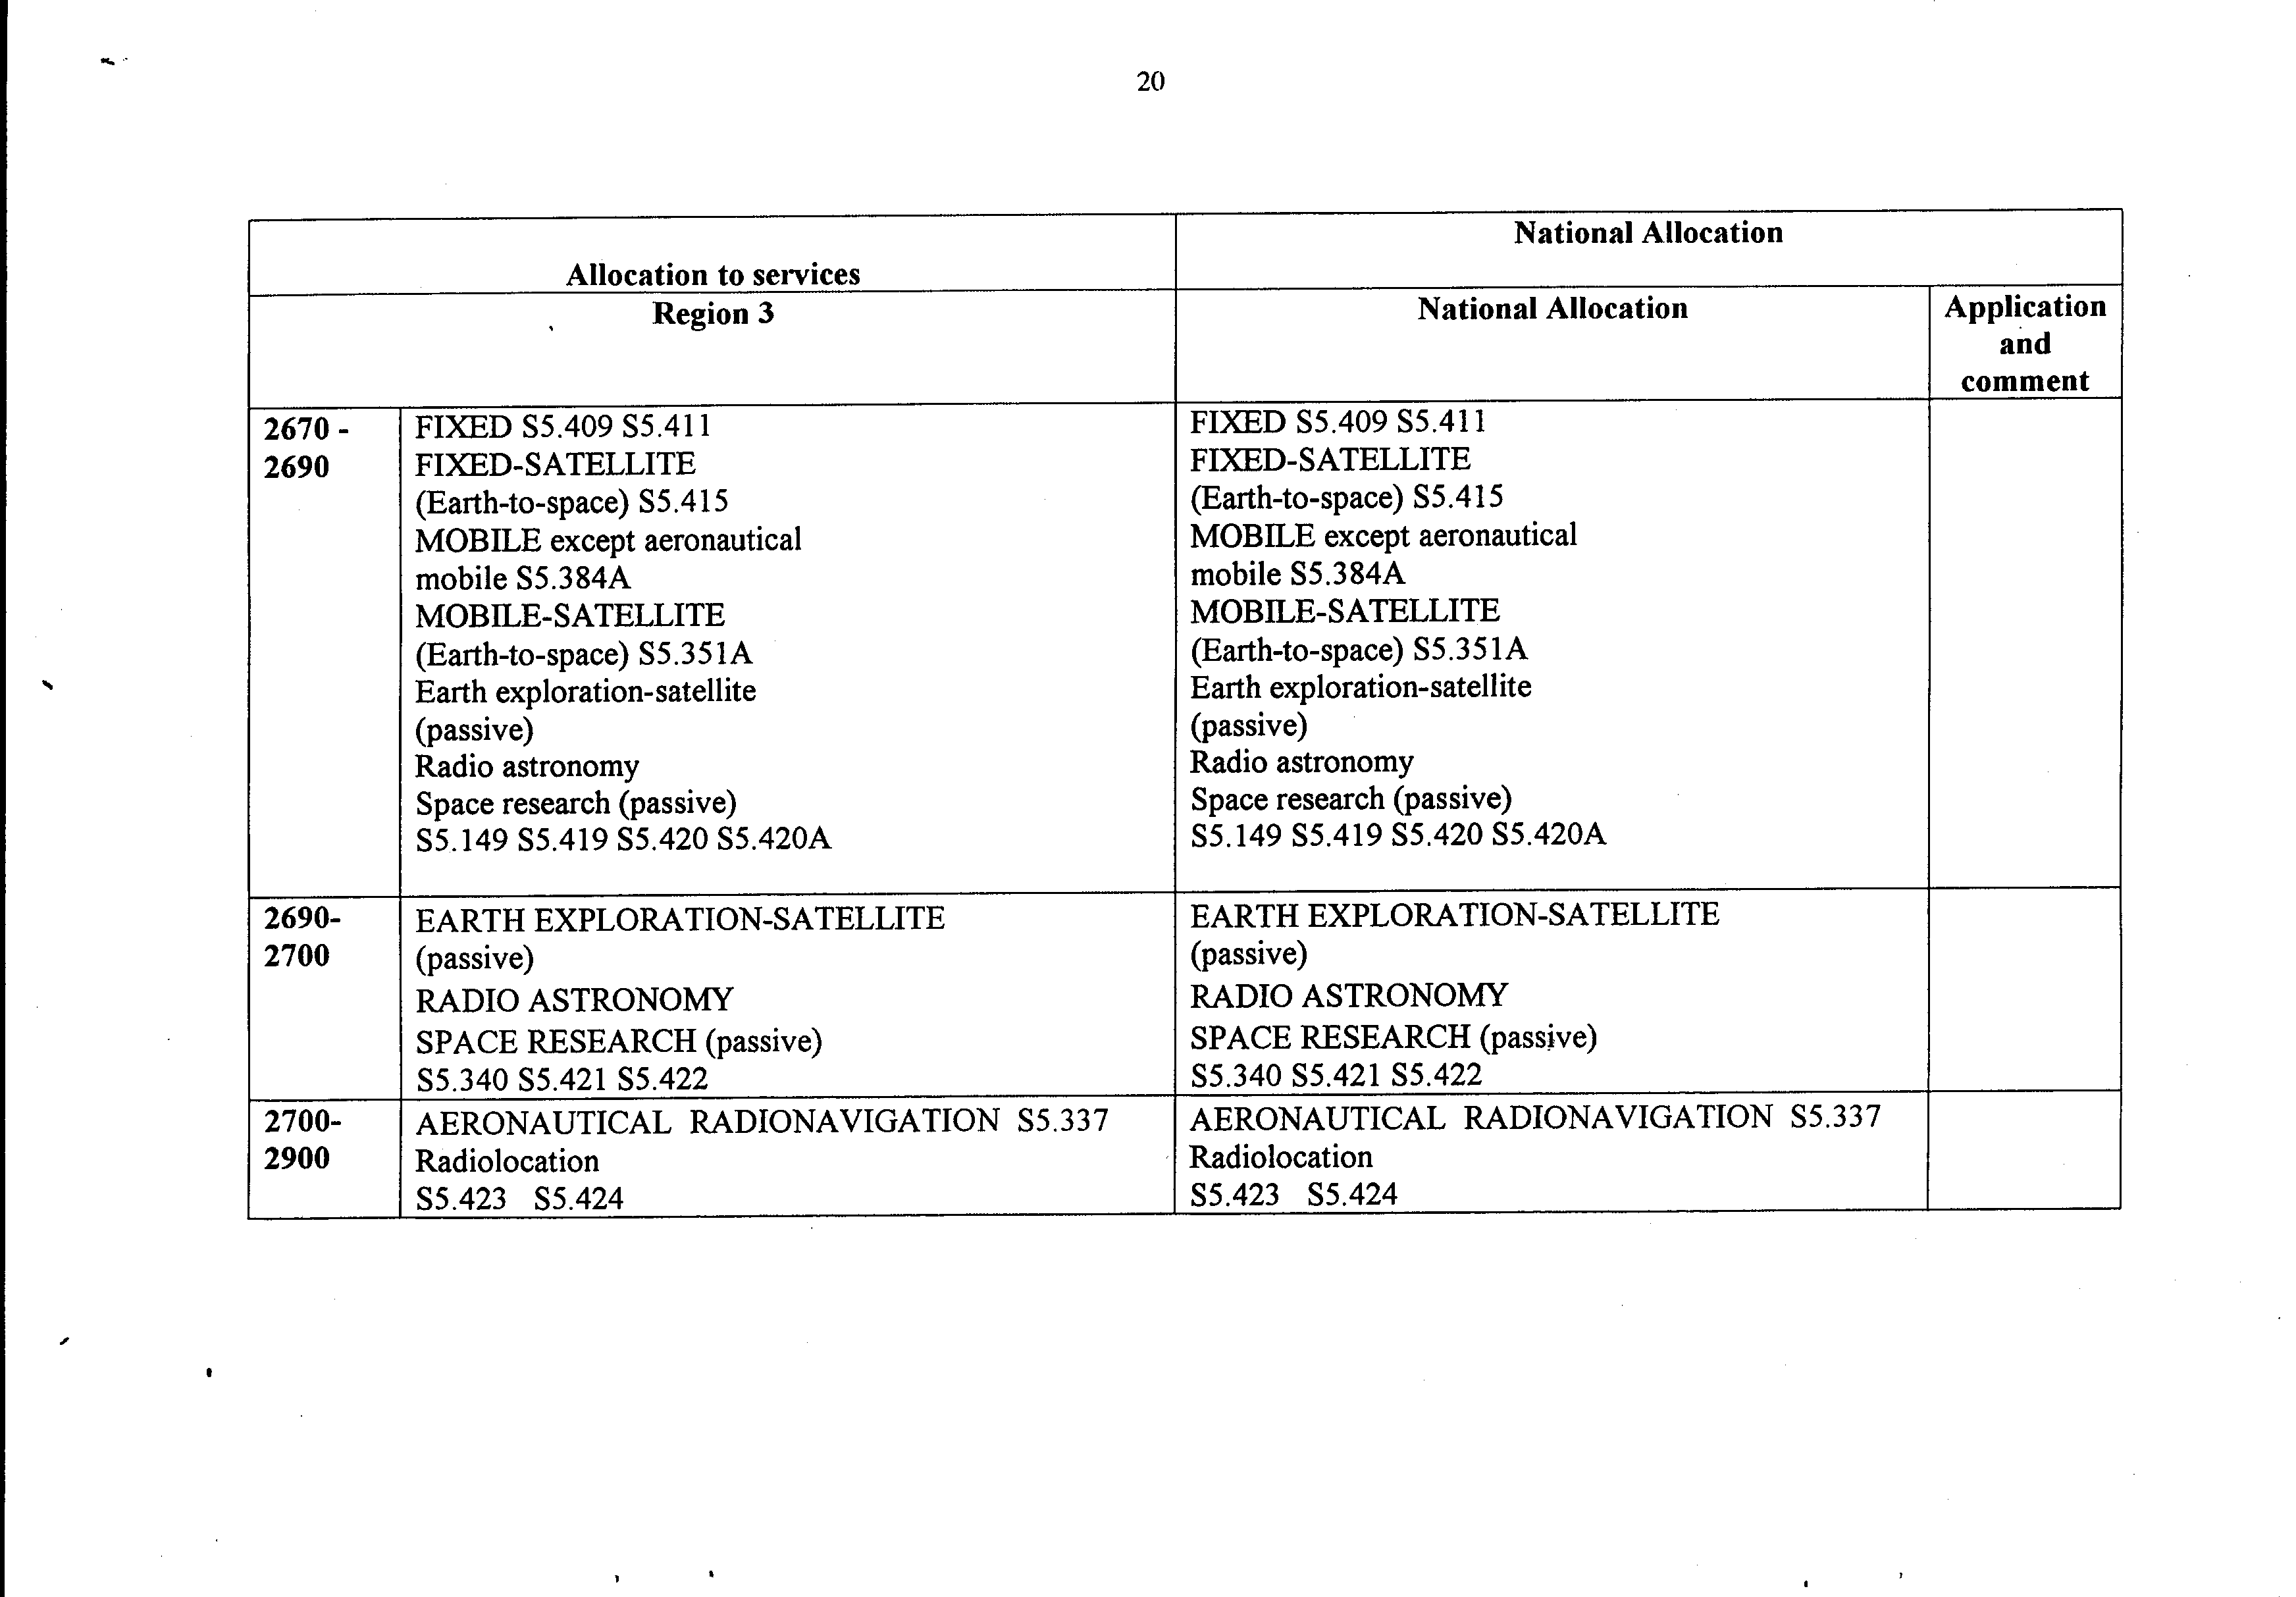 20
National Allocation
Allocation to services
Region 3
National Allocation
Application
and
comment
2670 -
2690
FIXED S5.409 S5.411
FIXED-SATELLITE
(Earth-to-space) S5.415
MOBILE except aeronautical
mobile S5.384A
MOBILE-SATELLITE
(Earth-to-space) S5.351A
Earth exploration-satellite
(passive)
Radio astronomy
Space research (passive)
S5.149 S5.419 S5.420 S5.420A
FIXED S5.409 S5.411
FIXED-SATELLITE
(Earth-to-space) S5.415
MOBILE except aeronautical
mobile S5.384A
MOBILE-SATELLITE
(Earth-to-space) S5.351A
Earth exploration-satellite
(passive)
Radio astronomy
Space research (passive)
S5.149 S5.419 S5.420 S5.420A
2690-
2700
EARTH EXPLORATION-SATELLITE
(passive)
RADIO ASTRONOMY
SPACE RESEARCH (passive)
S5.340 S5.421 S5.422
EARTH EXPLORATION-SATELLITE
(passive)
RADIO ASTRONOMY
SPACE RESEARCH (passive)
S5.340 S5.421 S5.422
2700-
2900
AERONAUTICAL RADIONAVIGATION S5.337
Radiolocation
S5.423 S5.424
AERONAUTICAL RADIONAVIGATION S5.337
Radiolocation
S5.423 S5.424